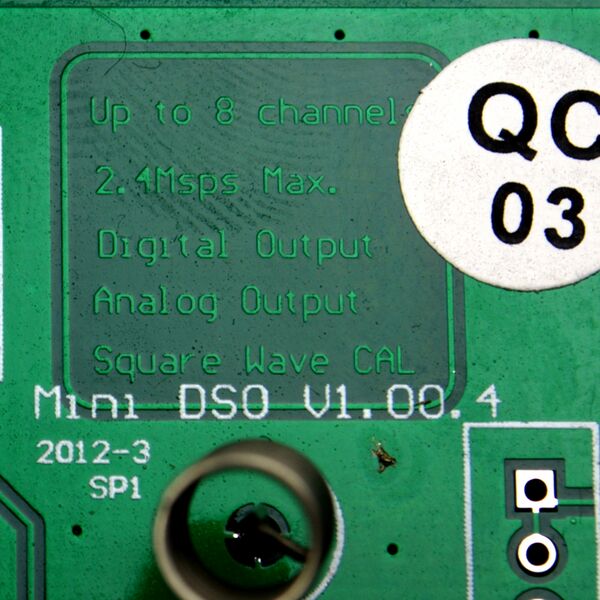 Up to 8 channels
2.4Msps Max.
Digital Output
Analog Output
Square Wave CAL
Mini DSO V1.00.4
2012-3
SP1
QC
03